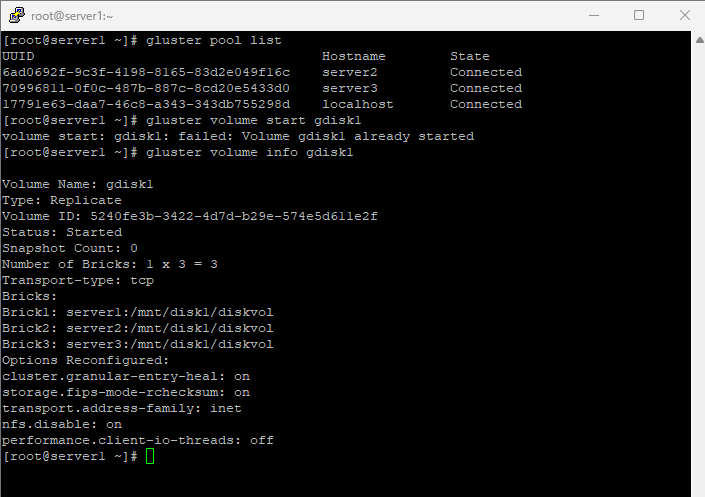 root@server1:~
[root@server1 ~]# gluster pool list
UUID                                    Hostname        State
6ad0692f-9c3f-4198-8165-83d2e049f16c    server2         Connected
70996811-0f0c-487b-887c-8cd20e5433d0    server3         Connected
17791e63-daa7-46c8-a343-343db755298d    localhost       Connected
[root@server1 ~]# gluster volume start gdisk1
volume start: gdisk1: failed: Volume gdisk1 already started
[root@server1 ~]# gluster volume info gdisk1
Volume Name: gdisk1
Type: Replicate
Volume ID: 5240fe3b-3422-4d7d-b29e-574e5d611e2f
Status: Started
Snapshot Count: 0
Number of Bricks: 1 x 3 = 3
Transport-type: tcp
Bricks:
Brick1: server1:/mnt/disk1/diskvol
Brick2: server2:/mnt/disk1/diskvol
Brick3: server3:/mnt/disk1/diskvol
Options Reconfigured:
cluster.granular-entry-heal: on
storage.fips-mode-rchecksum: on
transport.address-family: inet
nfs.disable: on
performance.client-io-threads: off
[root@server1 ~]#